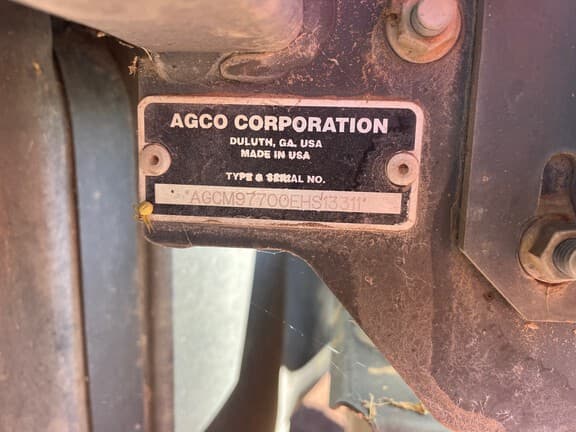 AGCO CORPORATION
DULUTH, GA. USA
MADE IN USA
TYPE & SERIAL NO.
*AGCM97700EHS13311*